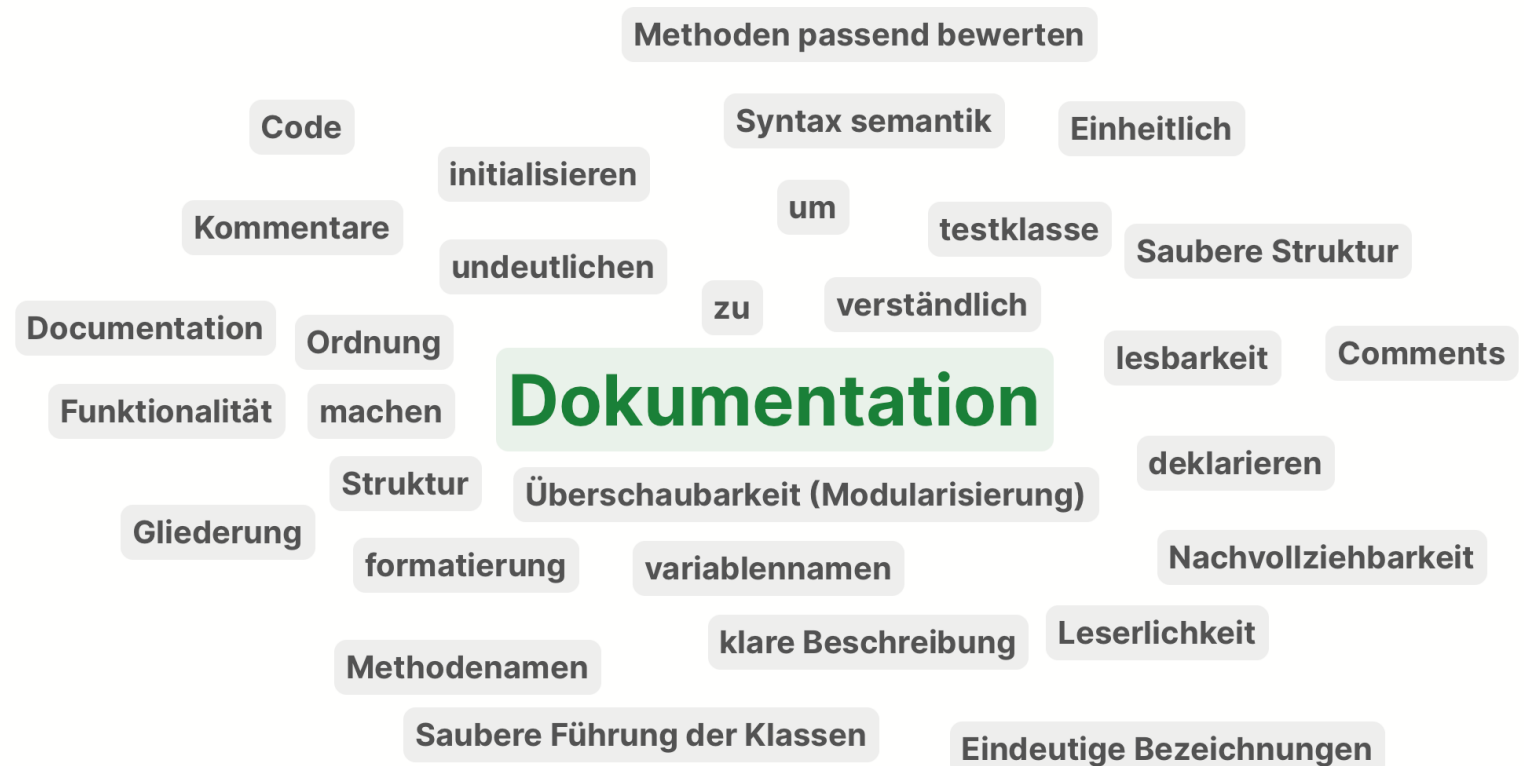 Methoden passend bewerten
Syntax semantik
Code
Einheitlich
initialisieren
um
Kommentare
testklasse
Saubere Struktur
undeutlichen
verständlich
zu
Documentation
Ordnung
Comments
lesbarkeit
Dokumentation
Funktionalität
machen
deklarieren
Struktur
Überschaubarkeit (Modularisierung)
Gliederung
Nachvollziehbarkeit
formatierung
variablennamen
Leserlichkeit
klare Beschreibung
Methodenamen
Saubere Führung der Klassen
Eindeutige Bezeichnungen